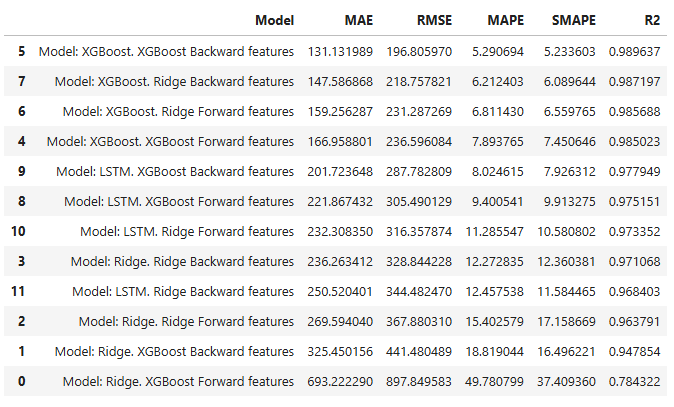 Model MAE RMSE MAPE SMAPE R2
5 Model: XGBoost. XGBoost Backward features 131.131989 196.805970 5.290694 5.233603 0.989637
7 Model: XGBoost. Ridge Backward features 147.586868 218.757821 6.212403 6.089644 0.987197
6 Model: XGBoost. Ridge Forward features 159.256287 231.287269 6.811430 6.559765 0.985688
4 Model: XGBoost. XGBoost Forward features 166.958801 236.596084 7.893765 7.450646 0.985023
9 Model: LSTM. XGBoost Backward features 201.723648 287.782809 8.024615 7.926312 0.977949
8 Model: LSTM. XGBoost Forward features 221.867432 305.490129 9.400541 9.913275 0.975151
10 Model: LSTM. Ridge Forward features 232.308350 316.357874 11.285547 10.580802 0.973352
3 Model: Ridge. Ridge Backward features 236.263412 328.844228 12.272835 12.360381 0.971068
11 Model: LSTM. Ridge Backward features 250.520401 344.482470 12.457538 11.584465 0.968403
2 Model: Ridge. Ridge Forward features 269.594040 367.880310 15.402579 17.158669 0.963791
1 Model: Ridge. XGBoost Backward features 325.450156 441.480489 18.819044 16.496221 0.947854
0 Model: Ridge. XGBoost Forward features 693.222290 897.849583 49.780799 37.409360 0.784322